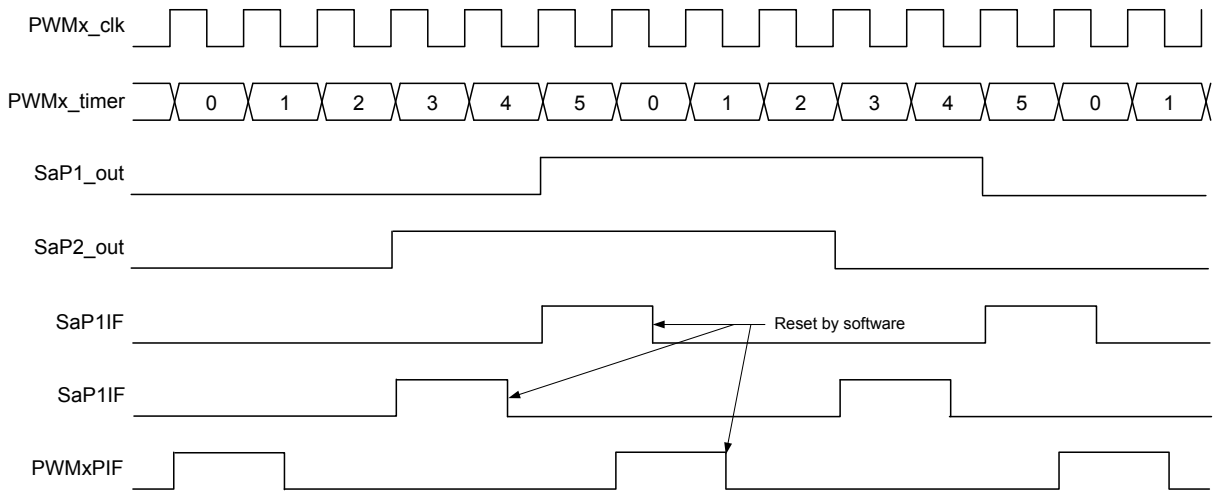 PWMx_clk
PWMx_timer 0 1 2 3 4 5 0 1 2 3 4 5 0 1
SaP1_out
SaP2_out
SaP1IF
Reset by software
SaP1IF
PWMxPIF